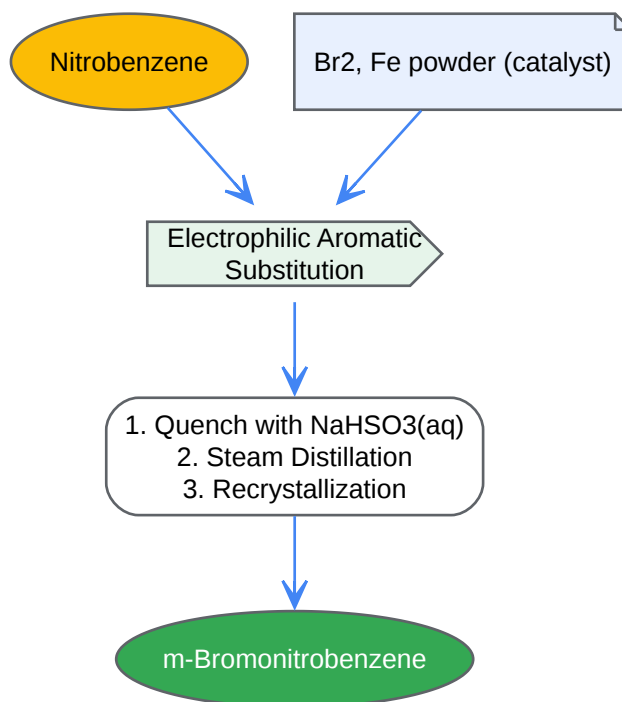 Nitrobenzene
Br2, Fe powder (catalyst)
Electrophilic Aromatic
Substitution
1. Quench with NaHSO3(aq)
2. Steam Distillation
3. Recrystallization
m-Bromonitrobenzene